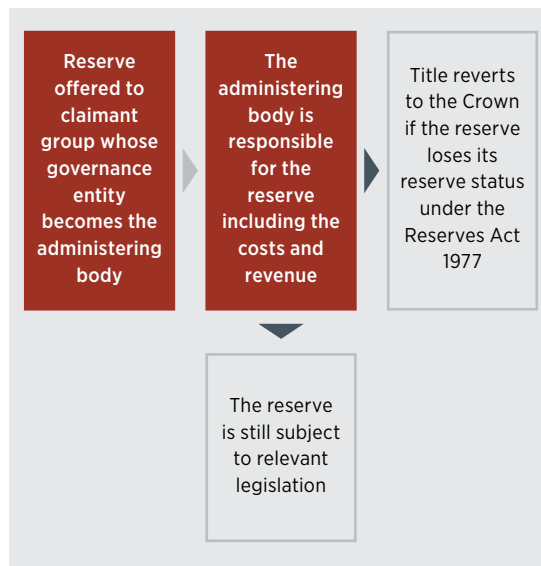 Reserve
offered to
claimant
group whose
governance
entity
becomes the
administering
body
The
administering
body is
responsible
for the
reserve
including the
costs and
revenue
Title reverts
to the Crown
if the reserve
loses its
reserve status
under the
Reserves Act
1977
The reserve
is still subject
to relevant
legislation